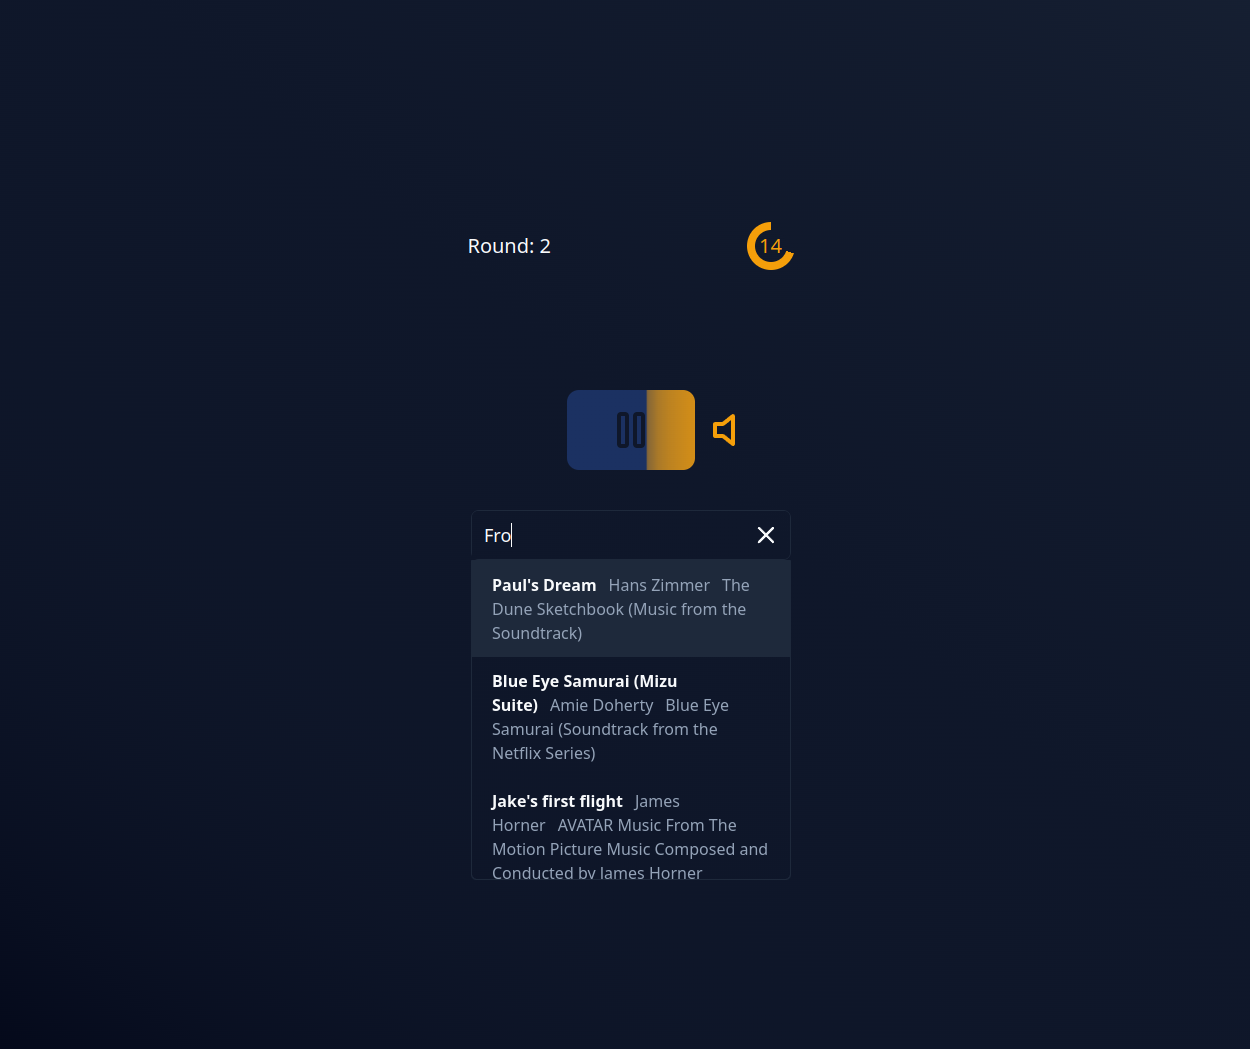 Round: 2
14
Fro
Paul's Dream Hans Zimmer The
Dune Sketchbook (Music from the
Soundtrack)
Blue Eye Samurai (Mizu
Suite) Amie Doherty Blue Eye
Samurai (Soundtrack from the
Netflix Series)
Jake's first flight James
Horner AVATAR Music From The
Motion Picture Music Composed and
Conducted by James Horner